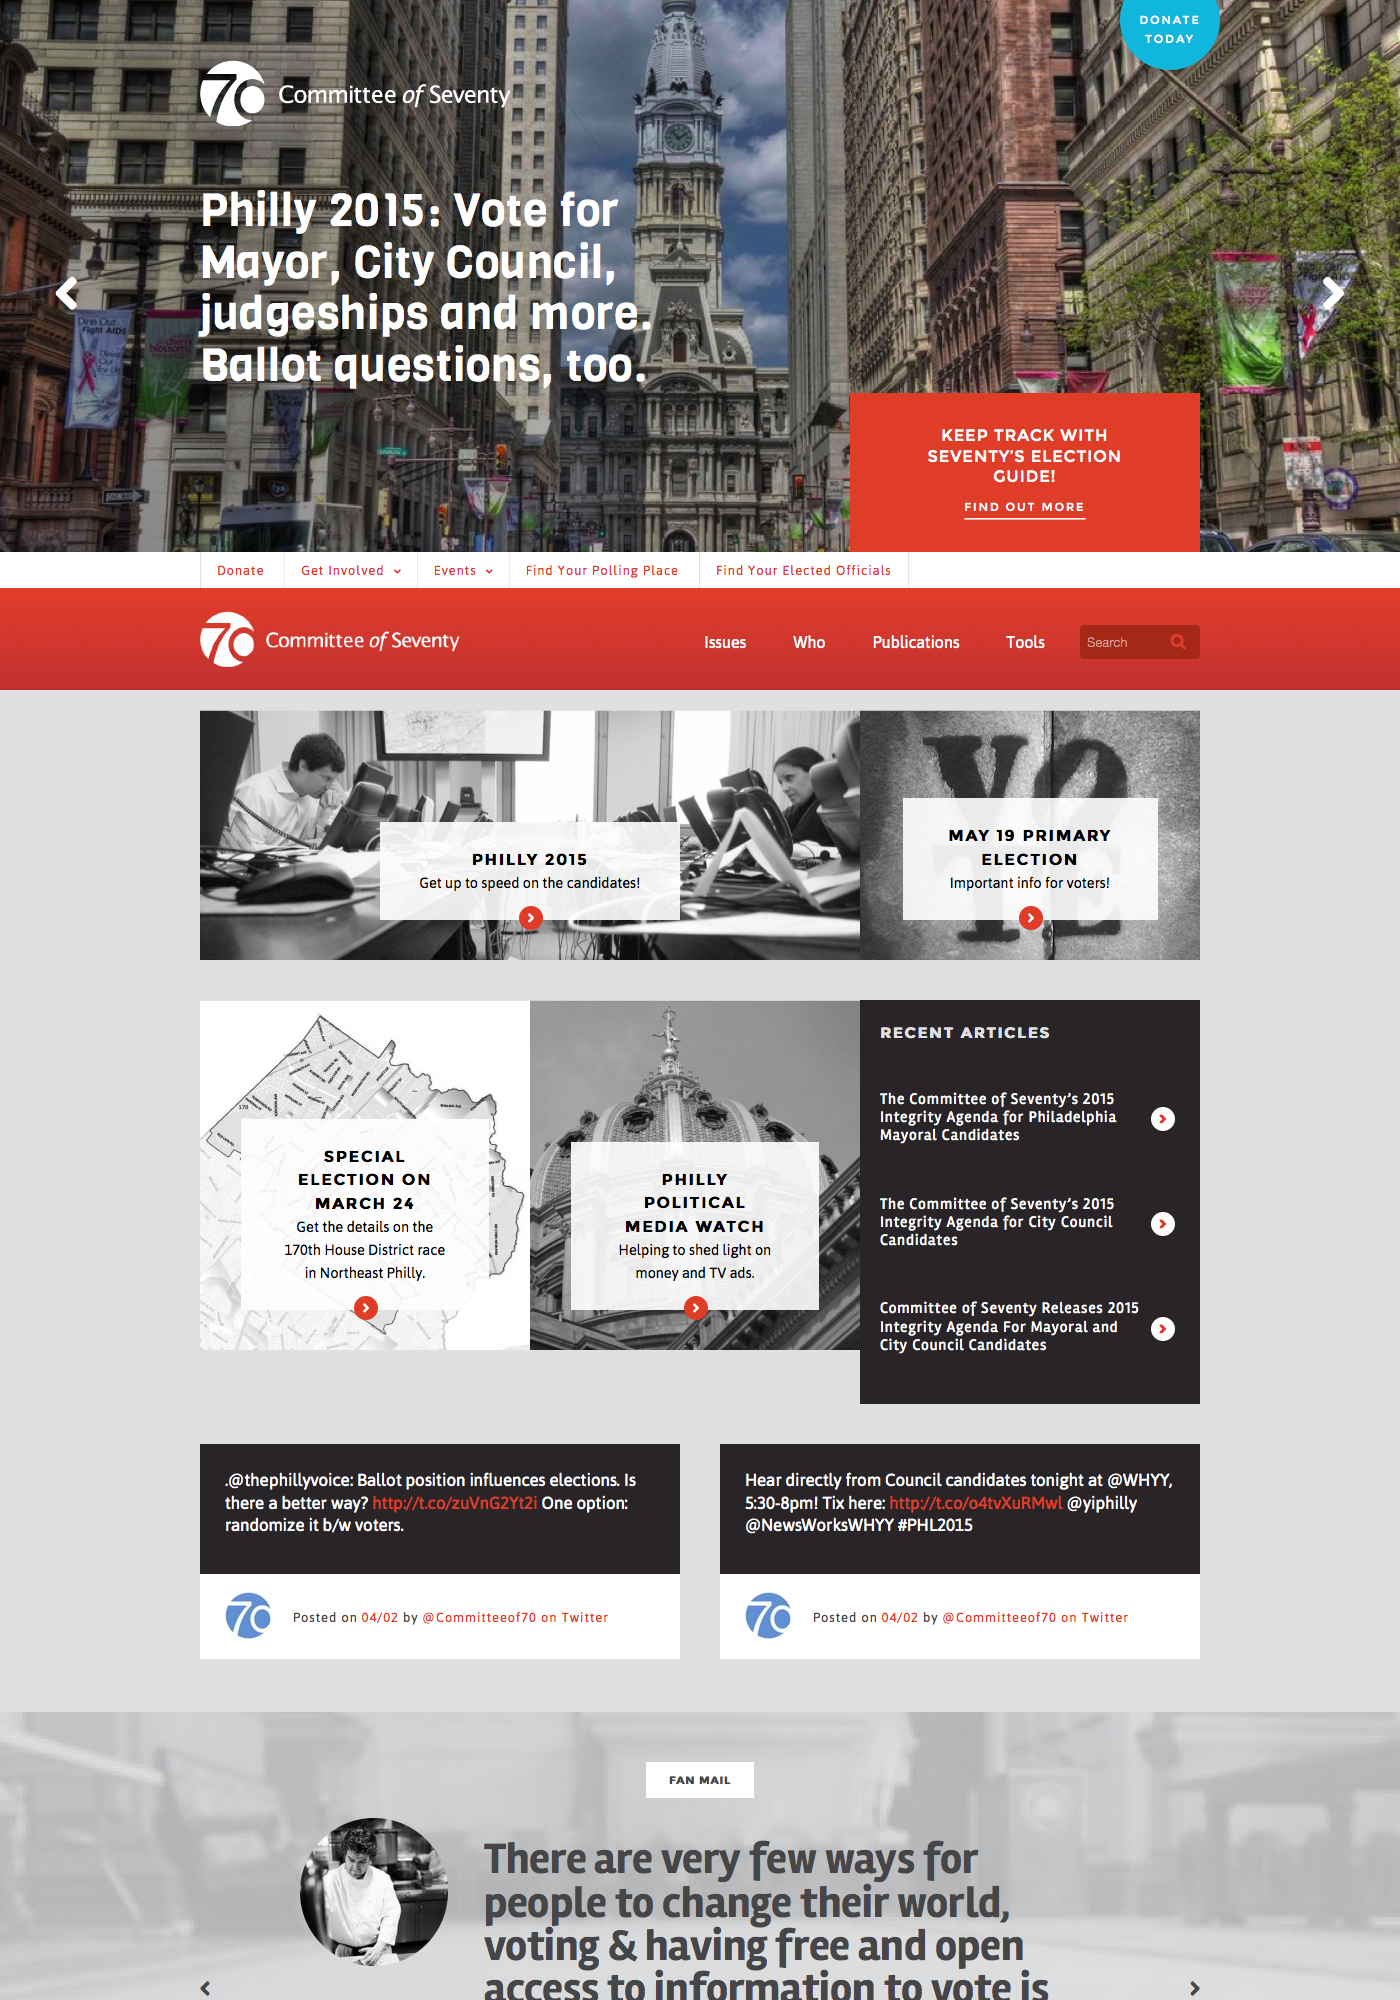 DONATE
TODAY
70 Committee of Seventy
Philly 2015: Vote for
Mayor, City Council,
judgeships and more.
Ballot questions, too.
Dine Out
Fight AIDS
KEEP TRACK WITH
SEVENTY'S ELECTION
GUIDE!
FIND OUT MORE
Donate
Get Involved
Events
Find Your Polling Place
Find Your Elected Officials
70 Committee of Seventy
Issues
Who
Publications
Tools
Search
PHILLY 2015
Get up to speed on the candidates!
VOTE
MAY 19 PRIMARY
ELECTION
Important info for voters!
170
SPECIAL
ELECTION ON
MARCH 24
Get the details on the
170th House District race
in Northeast Philly.
PHILLY
POLITICAL
MEDIA WATCH
Helping to shed light on
money and TV ads.
RECENT ARTICLES
The Committee of Seventy's 2015
Integrity Agenda for Philadelphia
Mayoral Candidates
The Committee of Seventy's 2015
Integrity Agenda for City Council
Candidates
Committee of Seventy Releases 2015
Integrity Agenda For Mayoral and
City Council Candidates
.@thephillyvoice: Ballot position influences elections. Is
there a better way? http://t.co/zuVnG2Yt2i One option:
randomize it b/w voters.
70
Posted on 04/02 by @Committeeof70 on Twitter
Hear directly from Council candidates tonight at @WHYY,
5:30-8pm! Tix here: http://t.co/o4tvXuRMwl @yiphilly
@NewsWorksWHYY #PHL2015
70
Posted on 04/02 by @Committeeof70 on Twitter
FAN MAIL
There are very few ways for
people to change their world,
voting & having free and open
access to information to vote is